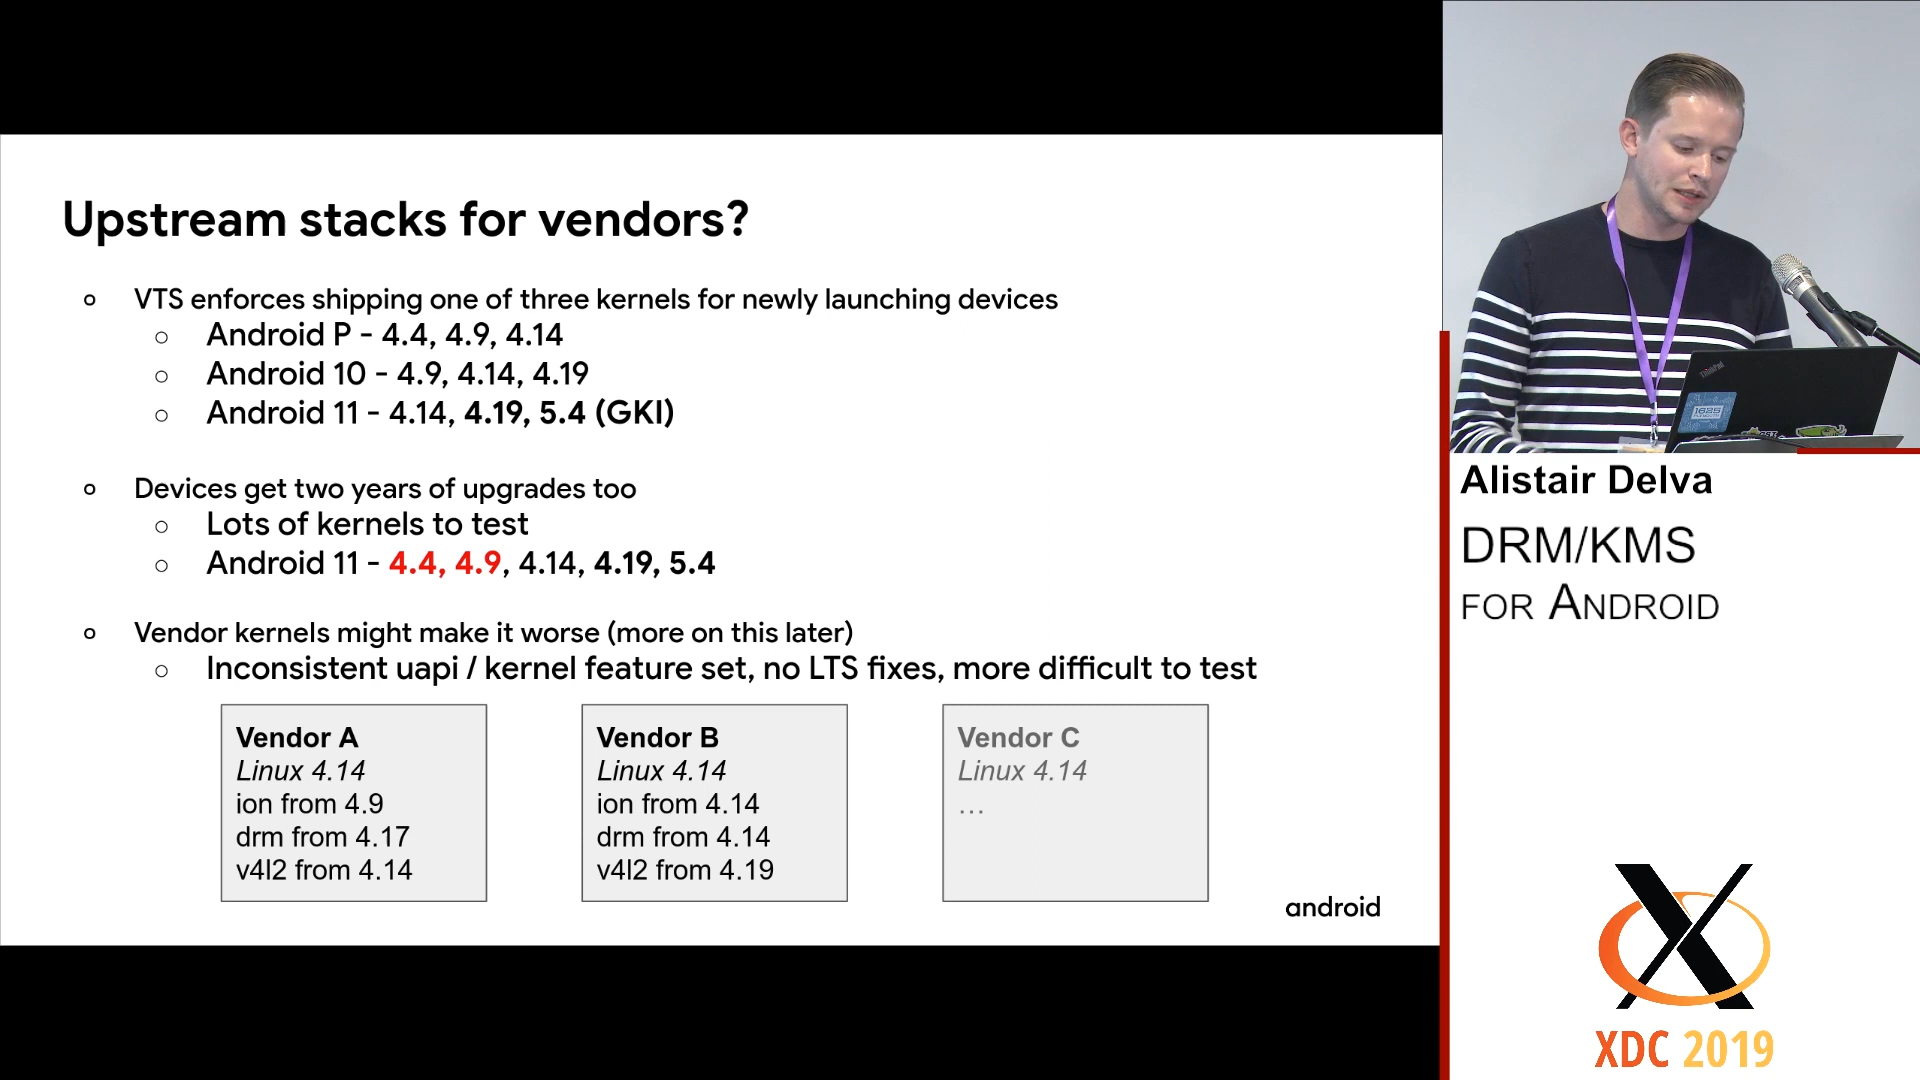 Upstream stacks for vendors?
VTS enforces shipping one of three kernels for newly launching devices
Android P - 4.4, 4.9, 4.14
Android 10 - 4.9, 4.14, 4.19
Android 11 - 4.14, 4.19, 5.4 (GKI)
Devices get two years of upgrades too
Lots of kernels to test
Android 11 - 4.4, 4.9, 4.14, 4.19, 5.4
Vendor kernels might make it worse (more on this later)
Inconsistent uapi / kernel feature set, no LTS fixes, more difficult to test
Vendor A
Linux 4.14
ion from 4.9
drm from 4.17
v4l2 from 4.14
Vendor B
Linux 4.14
ion from 4.14
drm from 4.14
v4l2 from 4.19
Vendor C
Linux 4.14
...
android
ThinkPad
1625
Alistair Delva
DRM/KMS
FOR ANDROID
XDC 2019